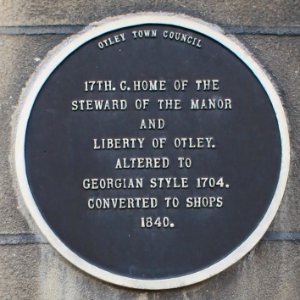 OTLEY TOWN COUNCIL
17TH. C. HOME OF THE
STEWARD OF THE MANOR
AND
LIBERTY OF OTLEY.
ALTERED TO
GEORGIAN STYLE 1704.
CONVERTED TO SHOPS
1840.